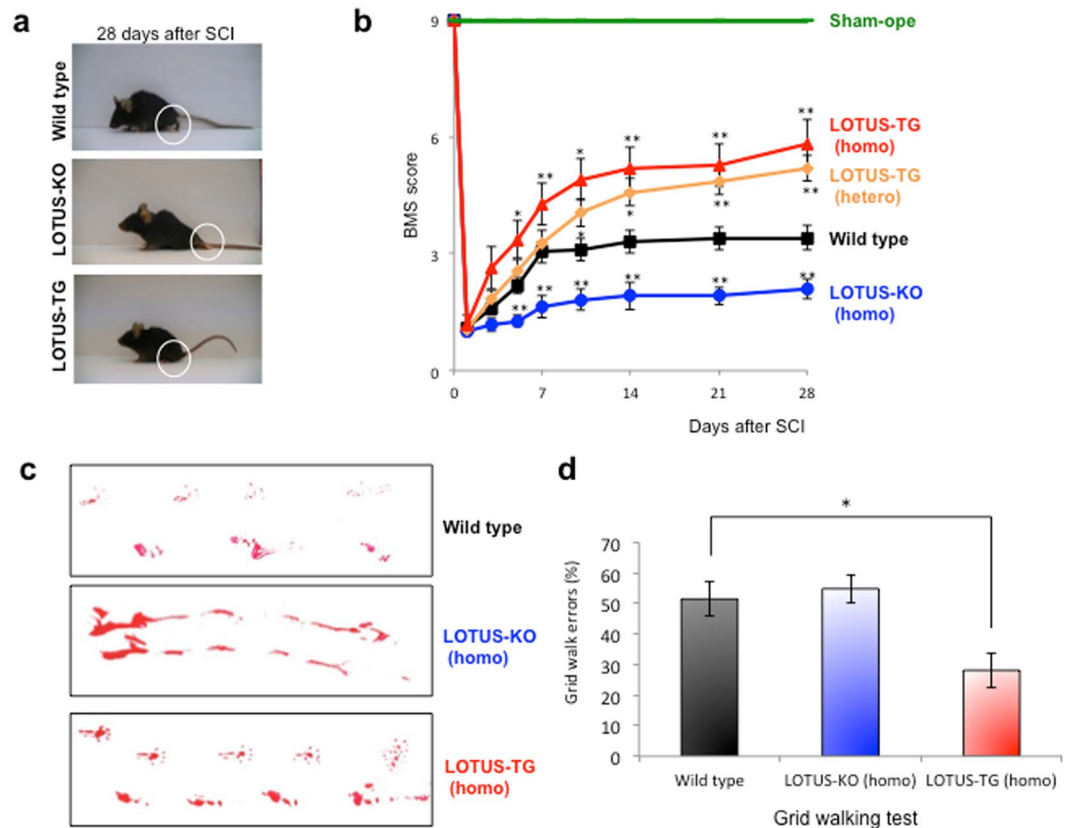 a
28 days after SCI
Wild type
LOTUS-KO
LOTUS-TG
b
BMS score
9
6
3
0
0 7 14 21 28
Days after SCI
Sham-ope
LOTUS-TG
(homo)
LOTUS-TG
(hetero)
Wild type
LOTUS-KO
(homo)
* ** * ** ** **
* * ** **
** ** ** ** ** **
c
Wild type
LOTUS-KO
(homo)
LOTUS-TG
(homo)
d
*
Grid walk errors (%)
70
60
50
40
30
20
10
0
Wild type LOTUS-KO (homo) LOTUS-TG (homo)
Grid walking test